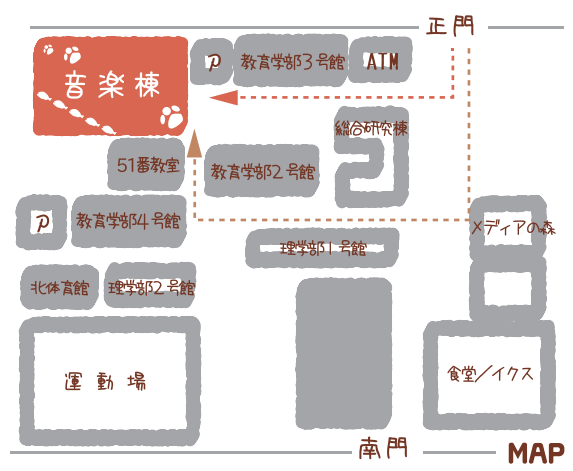 正門
音楽棟
P
教育学部3号館
ATM
総合研究棟
51番教室
教育学部2号館
P
教育学部4号館
メディアの森
理学部1号館
北体育館
理学部2号館
運動場
食堂/イクス
南門
MAP